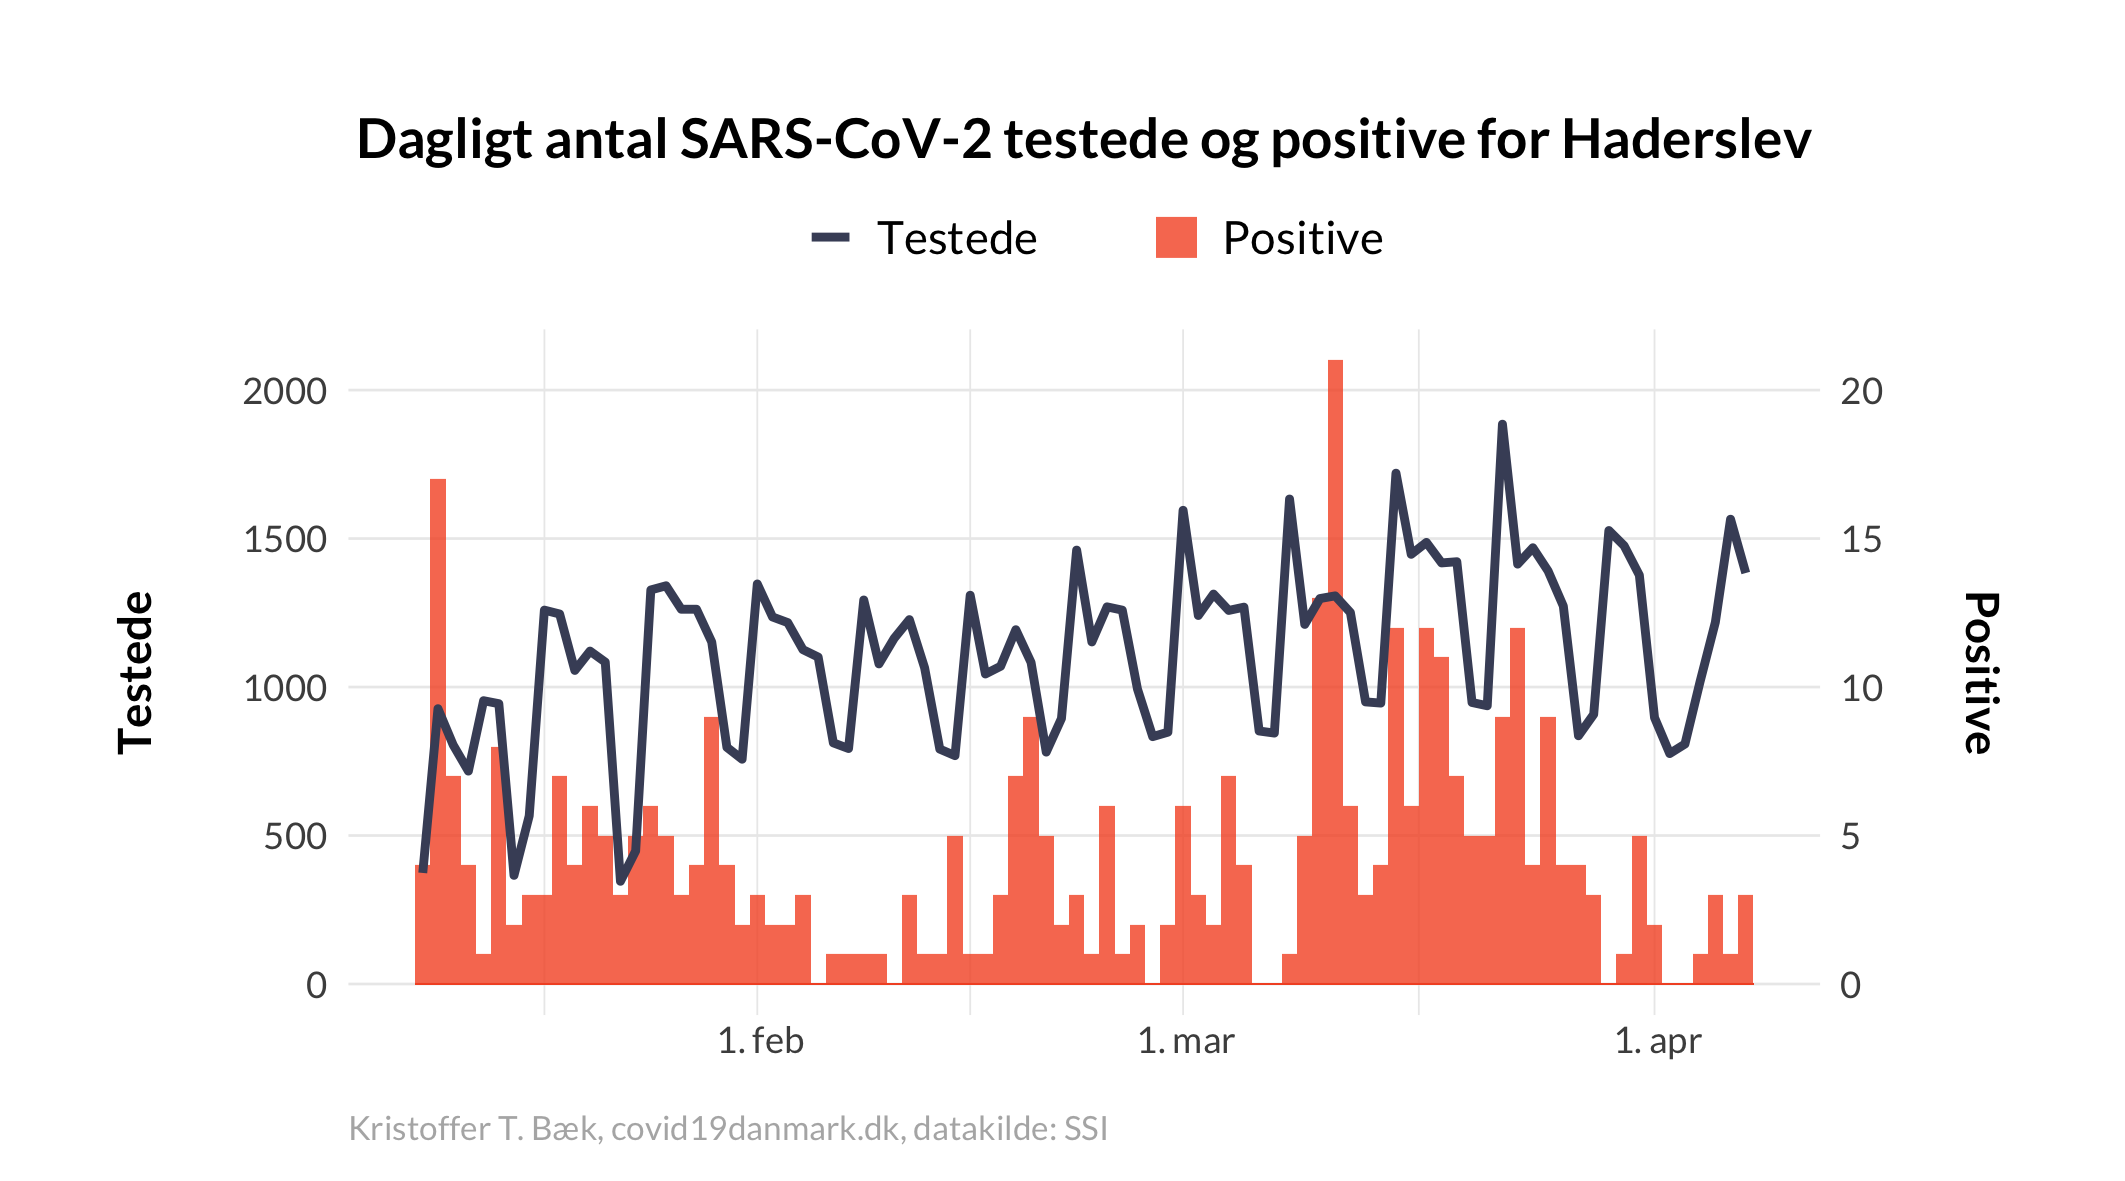 Dagligt antal SARS-CoV-2 testede og positive for Haderslev
Testede
Positive
2000
1500
1000
500
0
20
15
10
5
0
Testede
Positive
1. feb
1. mar
1. apr
Kristoffer T. Bæk, covid19danmark.dk, datakilde: SSI